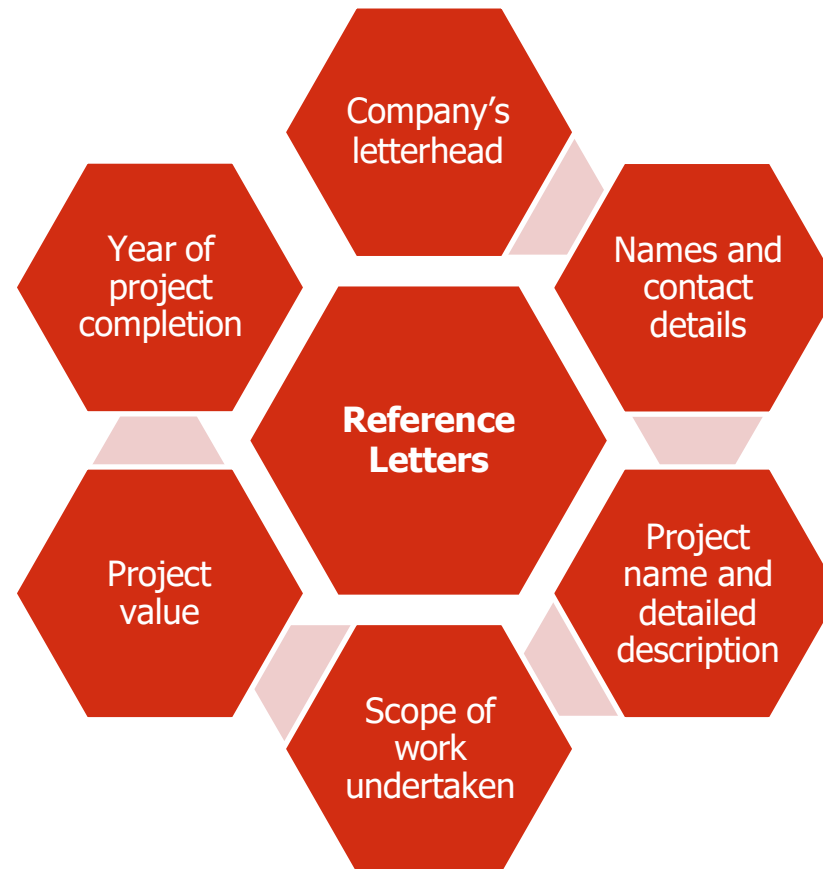 Company’s
letterhead
Names and
contact
details
Project
name and
detailed
description
Scope of
work
undertaken
Project
value
Year of
project
completion
Reference
Letters